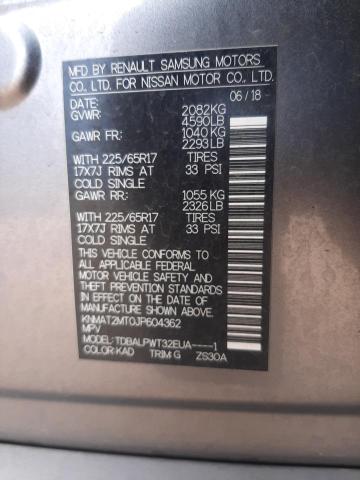 MFD BY RENAULT SAMSUNG MOTORS
CO., LTD. FOR NISSAN MOTOR CO., LTD.
DATE: 06/18
GVWR: 2082KG
4590LB
GAWR FR: 1040KG
2293LB
WITH 225/65R17 TIRES
17X7J RIMS AT 33 PSI
COLD SINGLE
GAWR RR: 1055KG
2326LB
WITH 225/65R17 TIRES
17X7J RIMS AT 33 PSI
COLD SINGLE
THIS VEHICLE CONFORMS TO
ALL APPLICABLE FEDERAL
MOTOR VEHICLE SAFETY AND
THEFT PREVENTION
STANDARDS IN EFFECT ON
THE DATE OF MANUFACTURE
SHOWN ABOVE.
KNMAT2MT0JP604362
MPV
MODEL:TDBALPWT32EUA----1
COLOR:KAD TRIM:G ZS30A